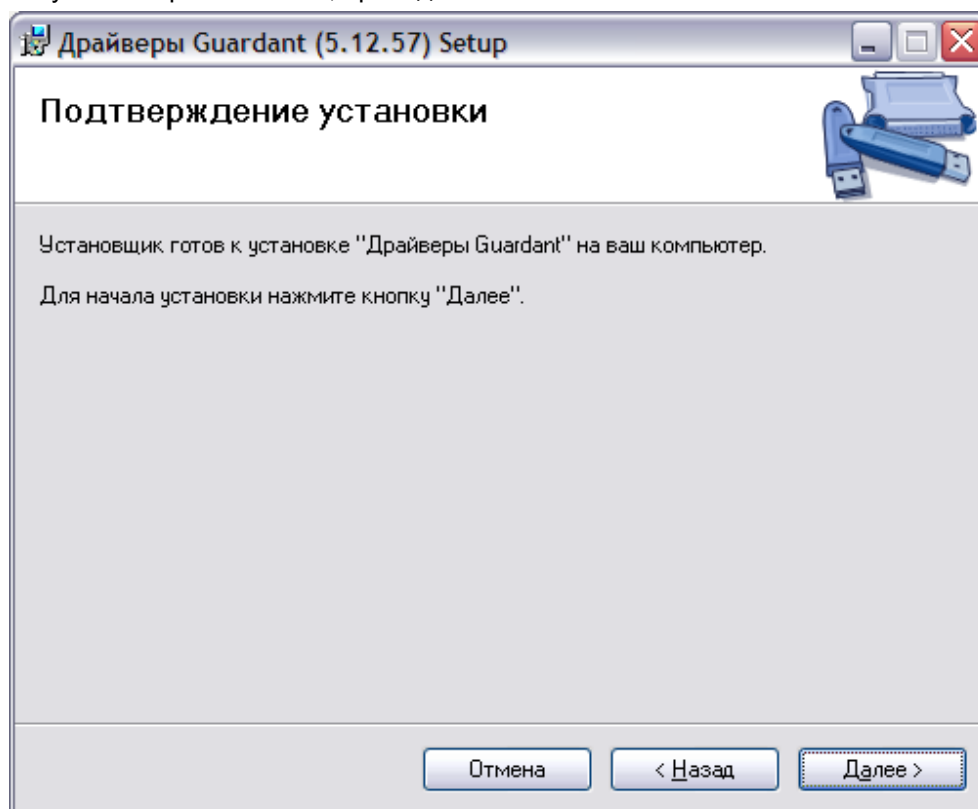 Драйверы Guardant (5.12.57) Setup
Подтверждение установки
Установщик готов к установке "Драйверы Guardant" на ваш компьютер.
Для начала установки нажмите кнопку "Далее".
Отмена
< Назад
Далее >